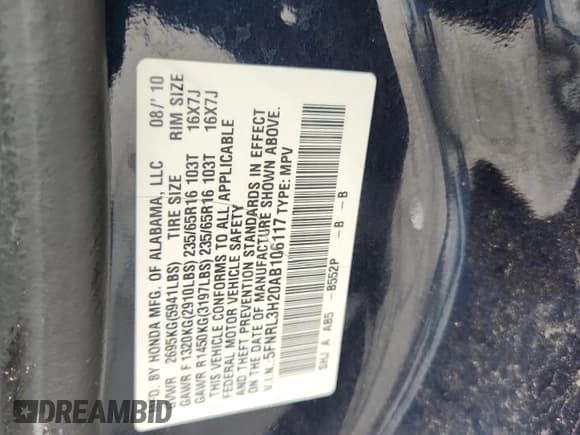 MFD. BY HONDA MFG. OF ALABAMA, LLC 08/'10
GVWR 2695KG(5941LBS) TIRE SIZE RIM SIZE
GAWR F 1320KG(2910LBS) 235/65R16 103T 16X7J
GAWR R 1450KG(3197LBS) 235/65R16 103T 16X7J
THIS VEHICLE CONFORMS TO ALL APPLICABLE
FEDERAL MOTOR VEHICLE SAFETY
AND THEFT PREVENTION STANDARDS IN EFFECT
ON THE DATE OF MANUFACTURE SHOWN ABOVE.
V.I.N.:5FNRL3H20AB106117 TYPE: MPV
SHJ A AB5 -B552P -B -B
DREAMBID